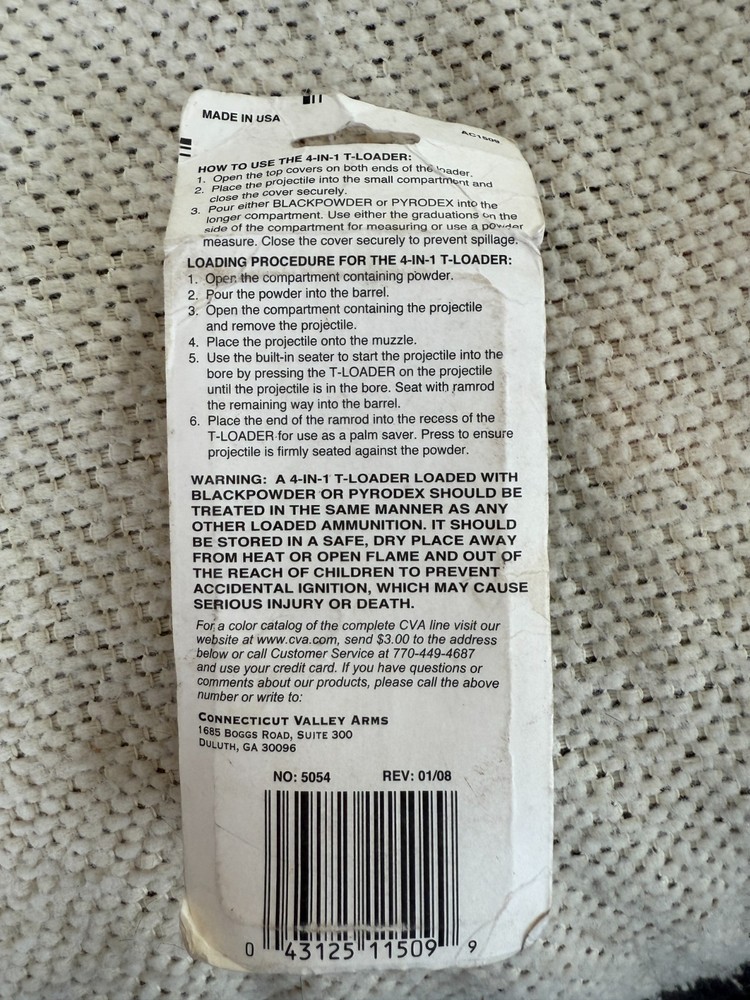 MADE IN USA
AC1509
HOW TO USE THE 4-IN-1 T-LOADER:
1. Open the top covers on both ends of the loader.
2. Place the projectile into the small compartment and
close the cover securely.
3. Pour either BLACKPOWDER or PYRODEX into the
longer compartment. Use either the graduations on the
side of the compartment for measuring or use a powder
measure. Close the cover securely to prevent spillage.
LOADING PROCEDURE FOR THE 4-IN-1 T-LOADER:
1. Open the compartment containing powder.
2. Pour the powder into the barrel.
3. Open the compartment containing the projectile
and remove the projectile.
4. Place the projectile onto the muzzle.
5. Use the built-in seater to start the projectile into the
bore by pressing the T-LOADER on the projectile
until the projectile is in the bore. Seat with ramrod
the remaining way into the barrel.
6. Place the end of the ramrod into the recess of the
T-LOADER for use as a palm saver. Press to ensure
projectile is firmly seated against the powder.
WARNING: A 4-IN-1 T-LOADER LOADED WITH
BLACKPOWDER OR PYRODEX SHOULD BE
TREATED IN THE SAME MANNER AS ANY
OTHER LOADED AMMUNITION. IT SHOULD
BE STORED IN A SAFE, DRY PLACE AWAY
FROM HEAT OR OPEN FLAME AND OUT OF
THE REACH OF CHILDREN TO PREVENT
ACCIDENTAL IGNITION, WHICH MAY CAUSE
SERIOUS INJURY OR DEATH.
For a color catalog of the complete CVA line visit our
website at www.cva.com, send $3.00 to the address
below or call Customer Service at 770-449-4687
and use your credit card. If you have questions or
comments about our products, please call the above
number or write to:
CONNECTICUT VALLEY ARMS
1685 BOGGS ROAD, SUITE 300
DULUTH, GA 30096
NO: 5054 REV: 01/08
0 43125 11509 9